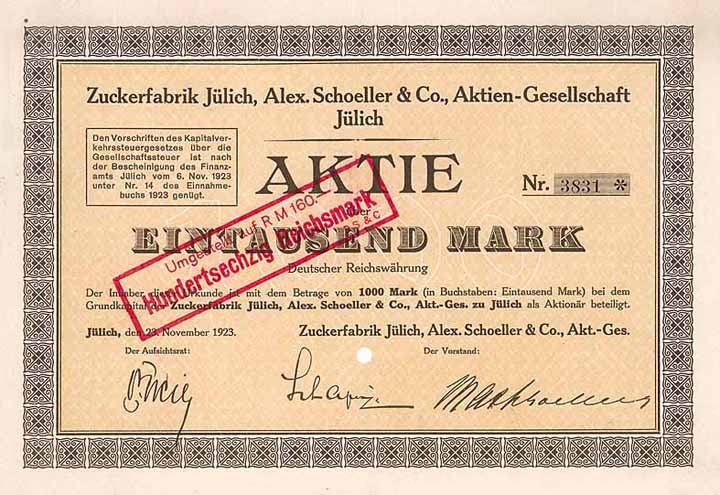 Zuckerfabrik Jülich, Alex. Schoeller & Co., Aktien-Gesellschaft
Jülich
Den Vorschriften des Kapitalver-
kehrssteuergesetzes über die
Gesellschaftssteuer ist nach
der Bescheinigung des Finanz-
amts Jülich vom 6. Nov. 1923
unter Nr. 14 des Einnahme-
buchs 1923 genügt.
AKTIE
Nr. 3831 *
über
EINTAUSEND MARK
Deutscher Reichswährung
Umgestellt auf R M 160.
Hundertsechzig Reichsmark
Der Inhaber dieser Urkunde ist mit dem Betrage von 1000 Mark (in Buchstaben: Eintausend Mark) bei dem
Grundkapital der Zuckerfabrik Jülich, Alex. Schoeller & Co., Akt.-Ges. zu Jülich als Aktionär beteiligt.
Jülich, den 23. November 1923.
Zuckerfabrik Jülich, Alex. Schoeller & Co., Akt.-Ges.
Der Aufsichtsrat:
Der Vorstand: